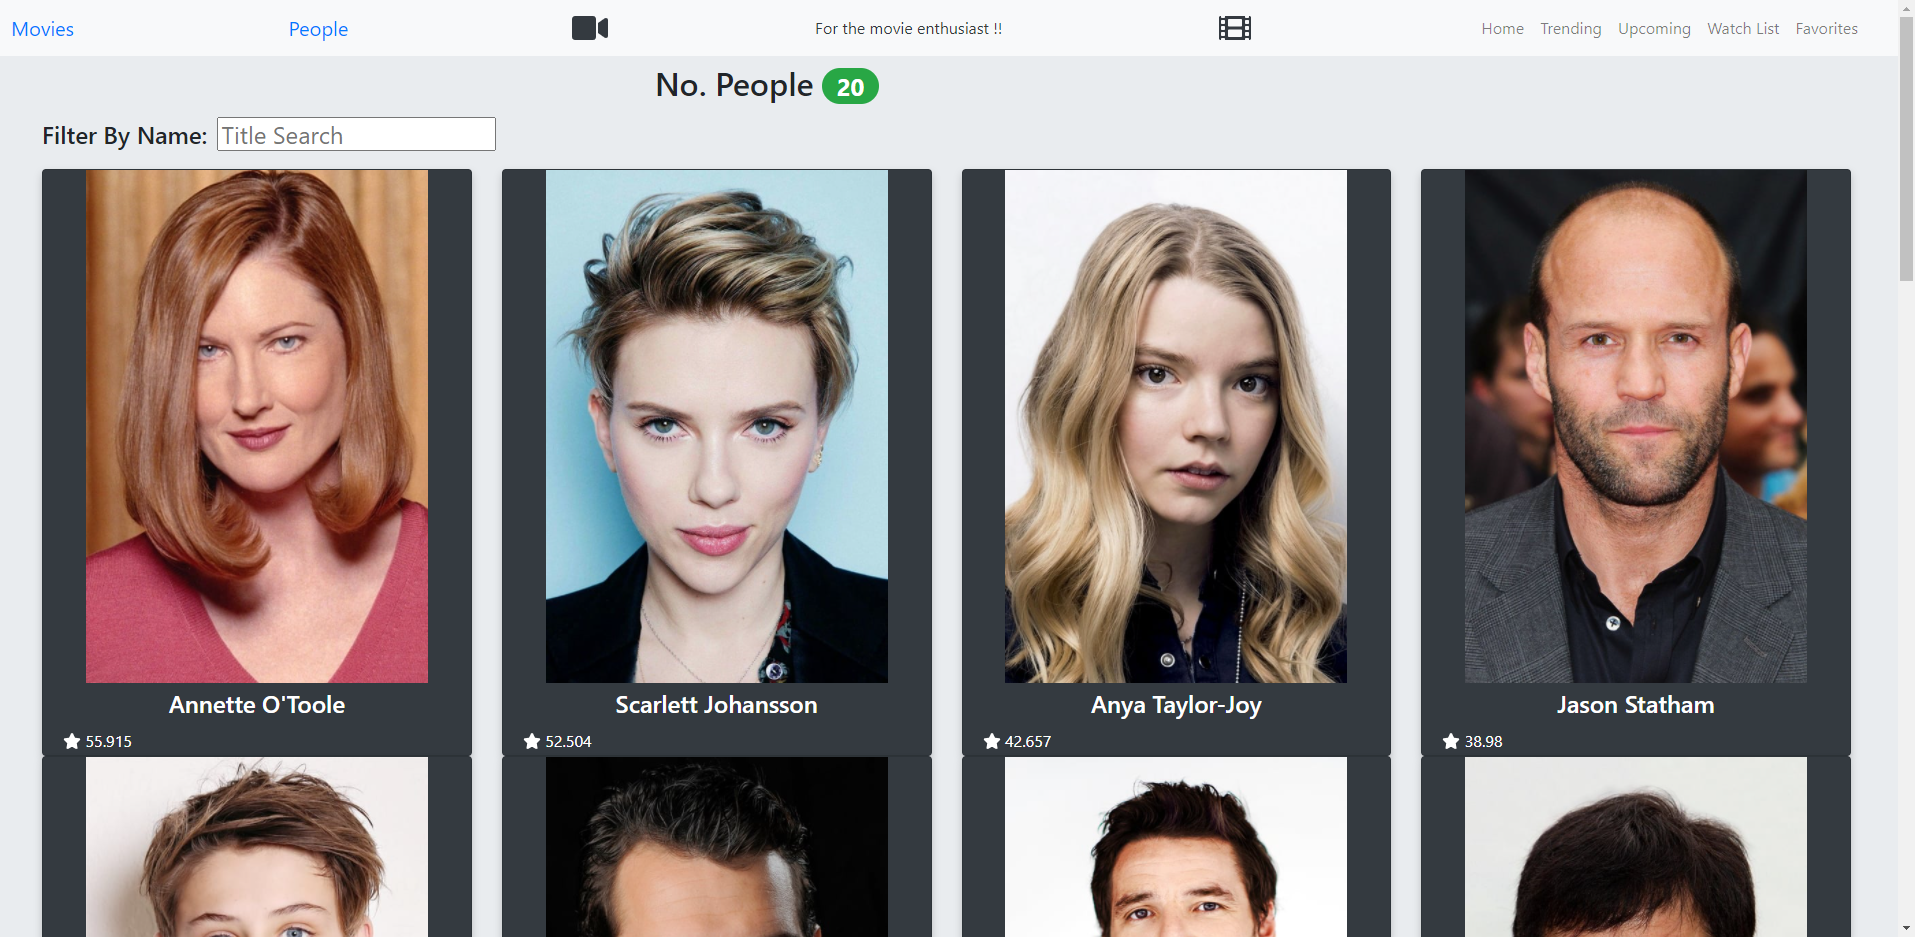 Movies People For the movie enthusiast !! Home Trending Upcoming Watch List Favorites
No. People 20
Filter By Name: Title Search
Annette O'Toole
55.915
Scarlett Johansson
52.504
Anya Taylor-Joy
42.657
Jason Statham
38.98